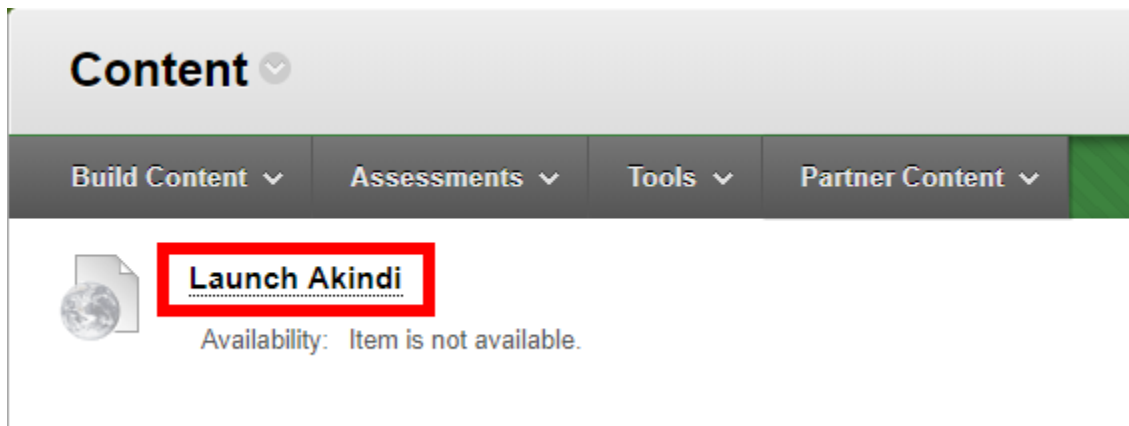 Content
Build Content Assessments Tools Partner Content
Launch Akindi
Availability: Item is not available.